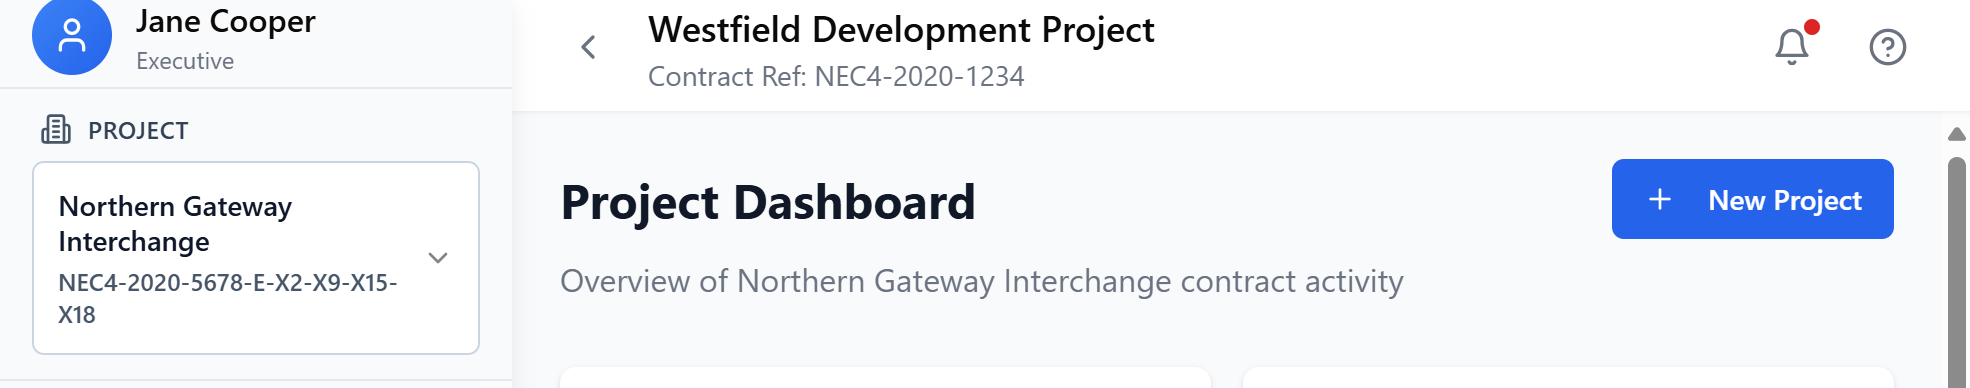 Jane Cooper
Executive
PROJECT
Northern Gateway
Interchange
NEC4-2020-5678-E-X2-X9-X15-
X18
Westfield Development Project
Contract Ref: NEC4-2020-1234
Project Dashboard
New Project
Overview of Northern Gateway Interchange contract activity